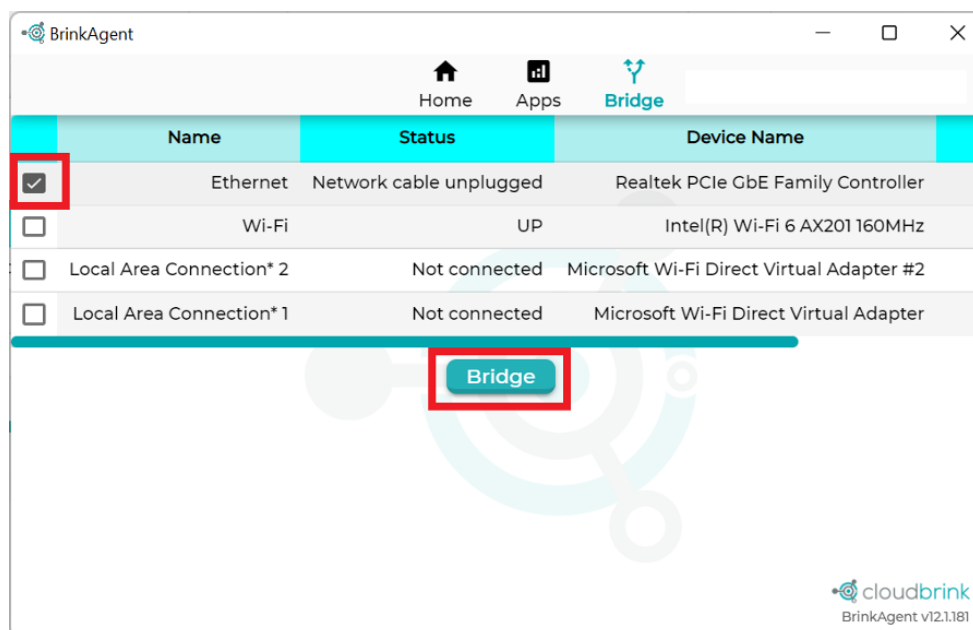 BrinkAgent
Home Apps Bridge
Name Status Device Name
Ethernet Network cable unplugged Realtek PCIe GbE Family Controller
Wi-Fi UP Intel(R) Wi-Fi 6 AX201 160MHz
Local Area Connection* 2 Not connected Microsoft Wi-Fi Direct Virtual Adapter #2
Local Area Connection* 1 Not connected Microsoft Wi-Fi Direct Virtual Adapter
Bridge
cloudbrink
BrinkAgent v12.1.181